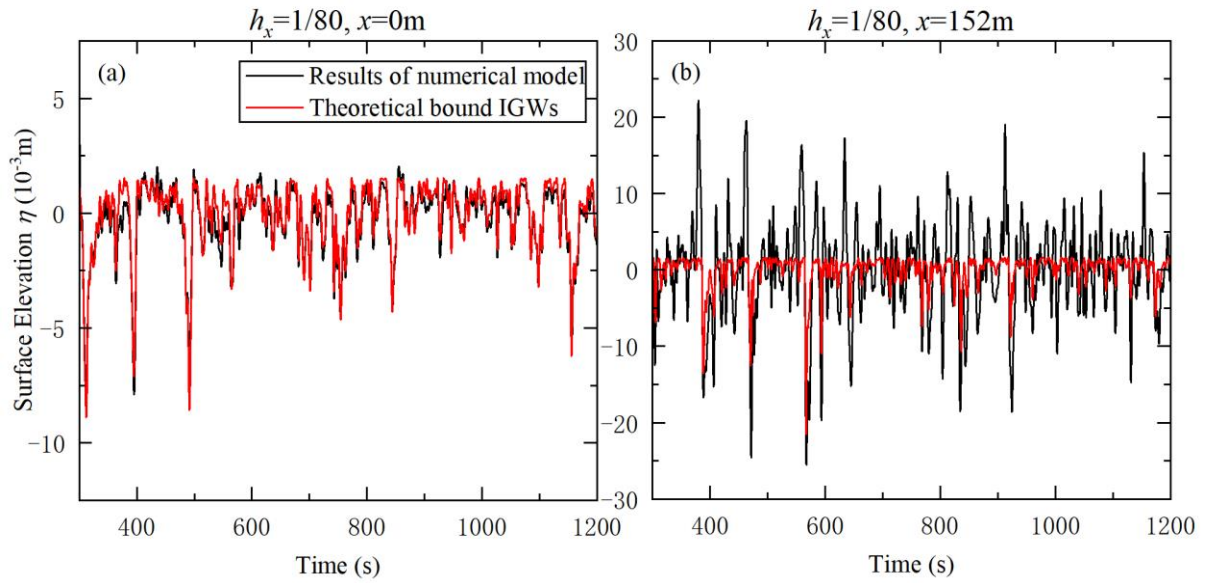 h_x=1/80, x=0m
(a)
Results of numerical model
Theoretical bound IGWs
Surface Elevation η (10⁻³m)
5
0
−5
−10
400
600
800
1000
1200
Time (s)
h_x=1/80, x=152m
(b)
30
20
10
0
−10
−20
−30
400
600
800
1000
1200
Time (s)